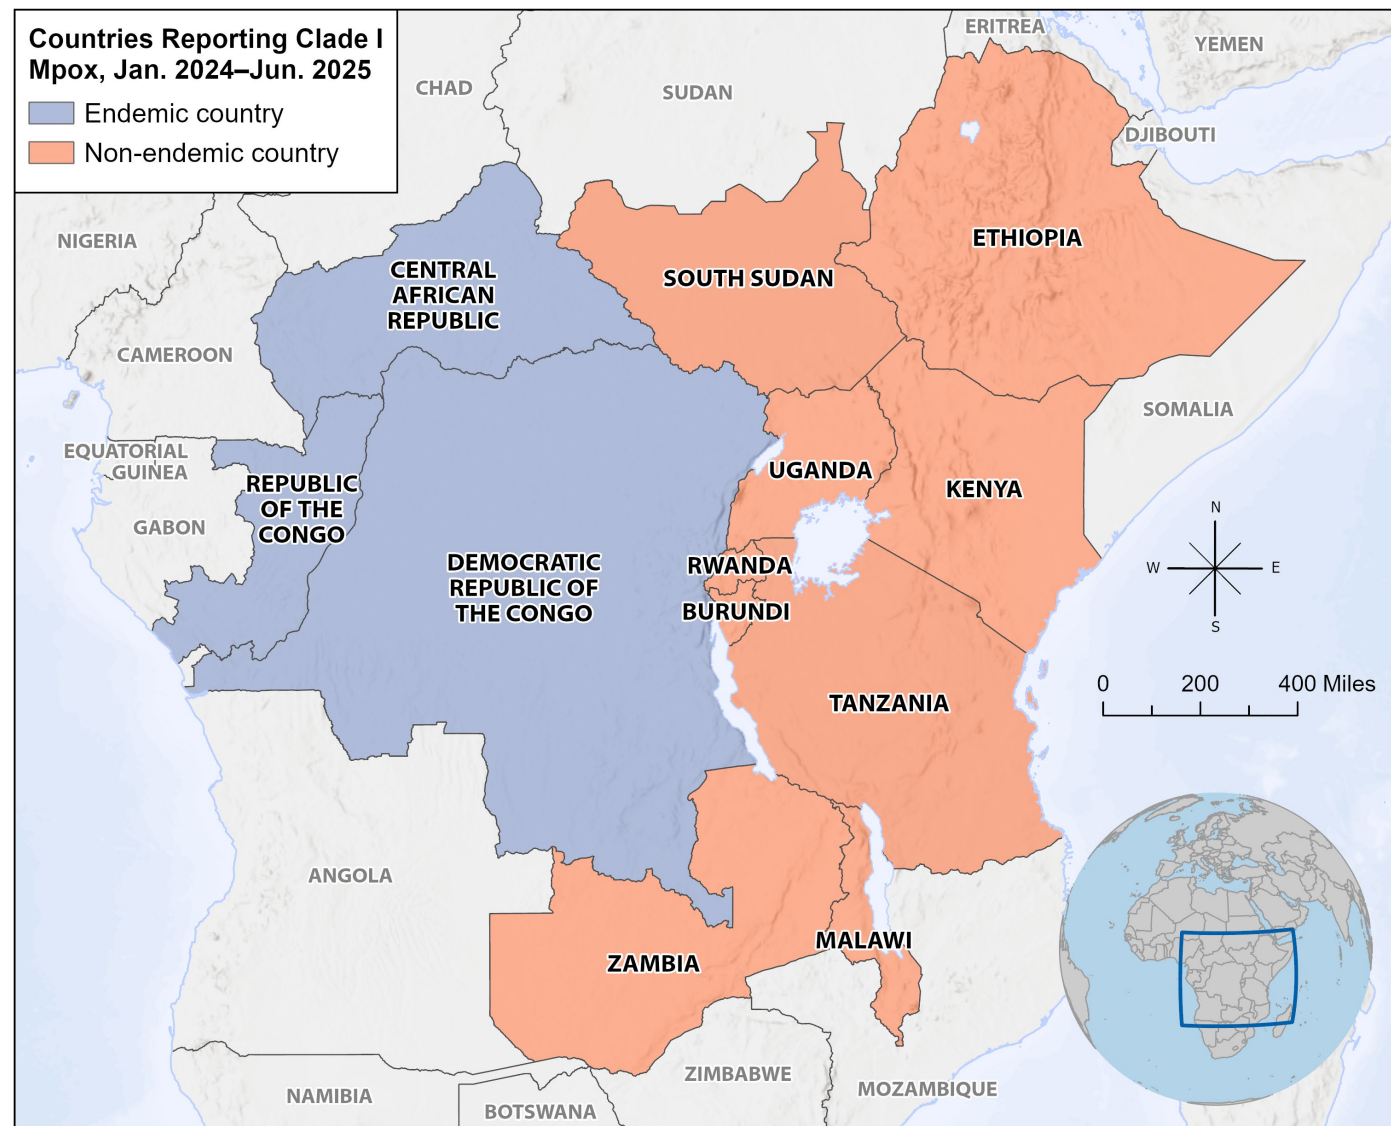 Countries Reporting Clade I
Mpox, Jan. 2024–Jun. 2025
Endemic country
Non-endemic country
ERITREA
YEMEN
CHAD
SUDAN
DJIBOUTI
NIGERIA
ETHIOPIA
CENTRAL
AFRICAN
REPUBLIC
SOUTH SUDAN
CAMEROON
SOMALIA
EQUATORIAL
GUINEA
UGANDA
KENYA
REPUBLIC
OF THE
CONGO
GABON
N
W
E
S
DEMOCRATIC
REPUBLIC OF
THE CONGO
RWANDA
BURUNDI
TANZANIA
0 200 400 Miles
ANGOLA
MALAWI
ZAMBIA
ZIMBABWE
MOZAMBIQUE
NAMIBIA
BOTSWANA